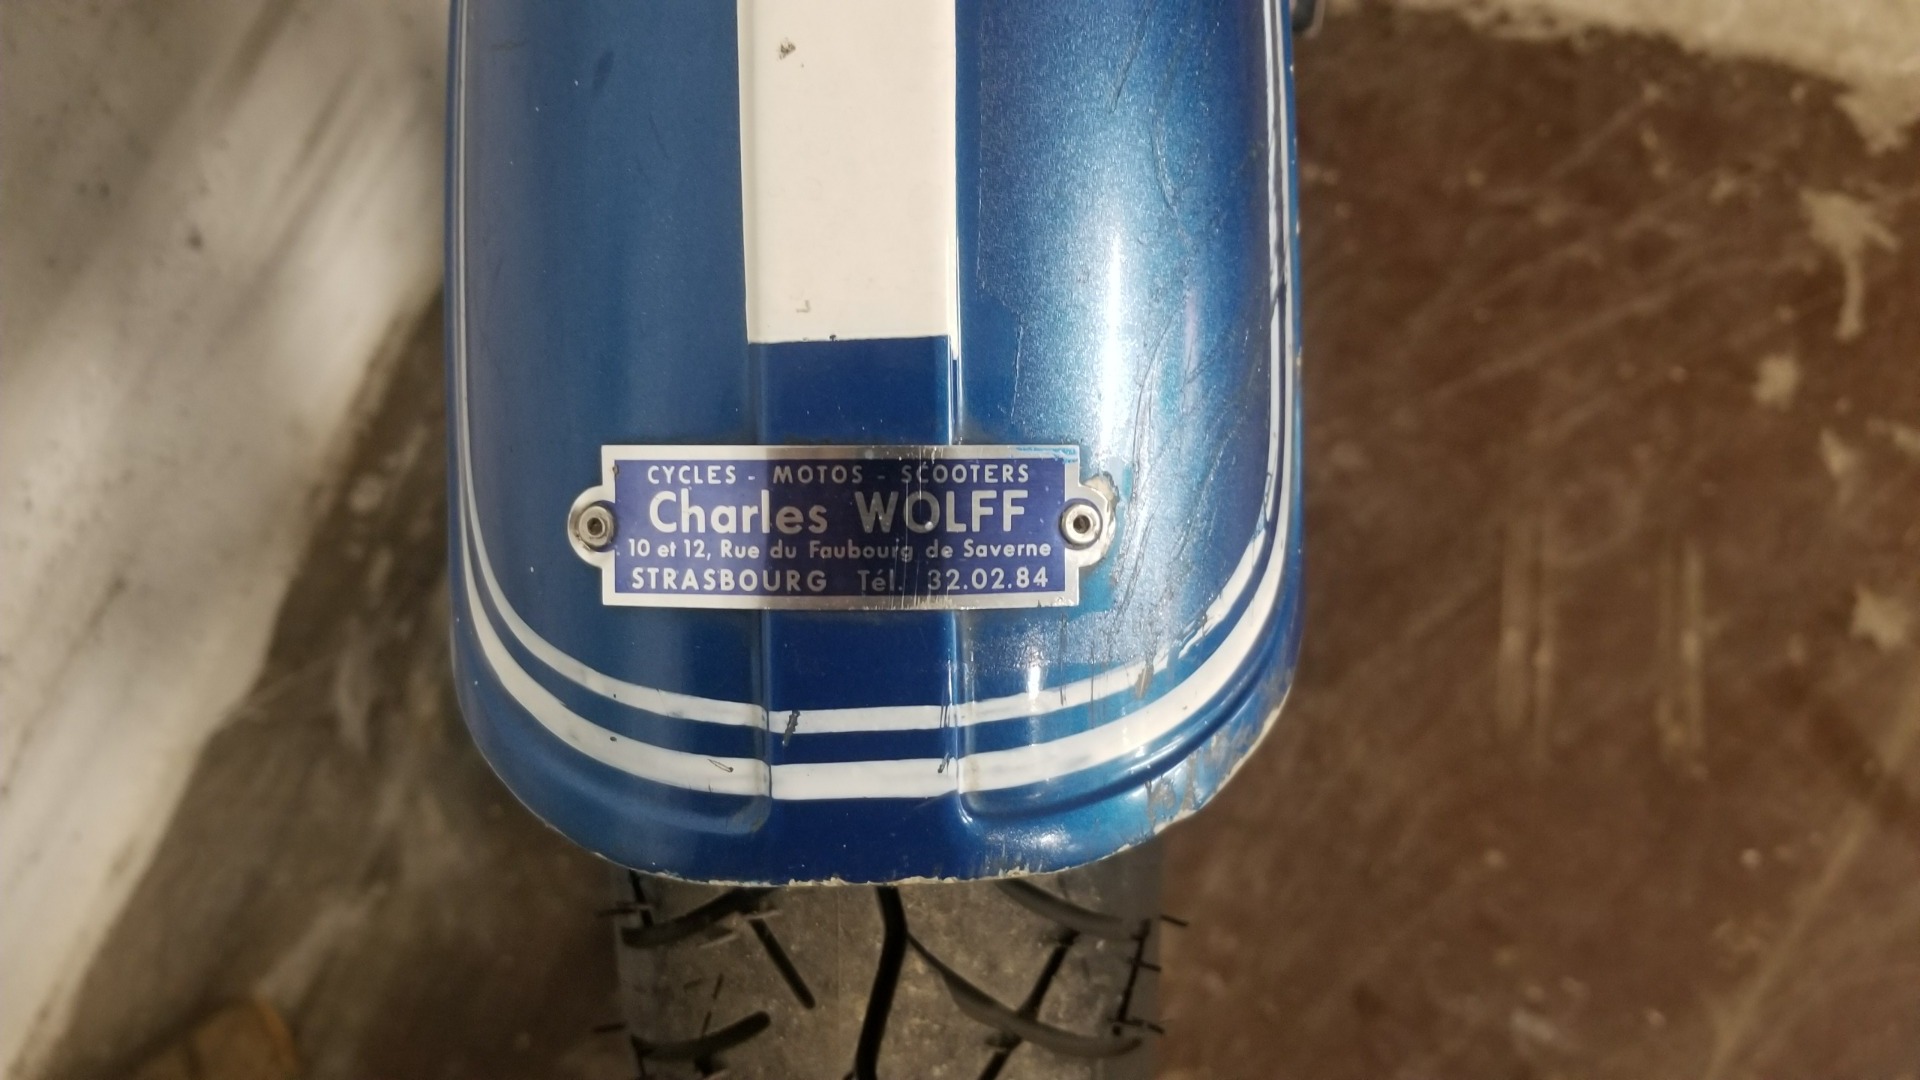 CYCLES - MOTOS - SCOOTERS
Charles WOLFF
10 et 12, Rue du Faubourg de Saverne
STRASBOURG Tél. 32.02.84